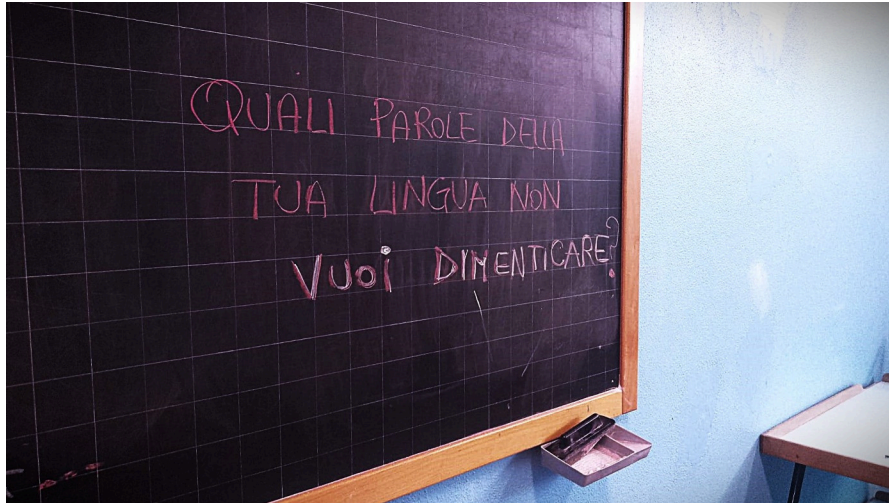 QUALI PAROLE DELLA
TUA LINGUA NON
VUOi DIMENTICARE?